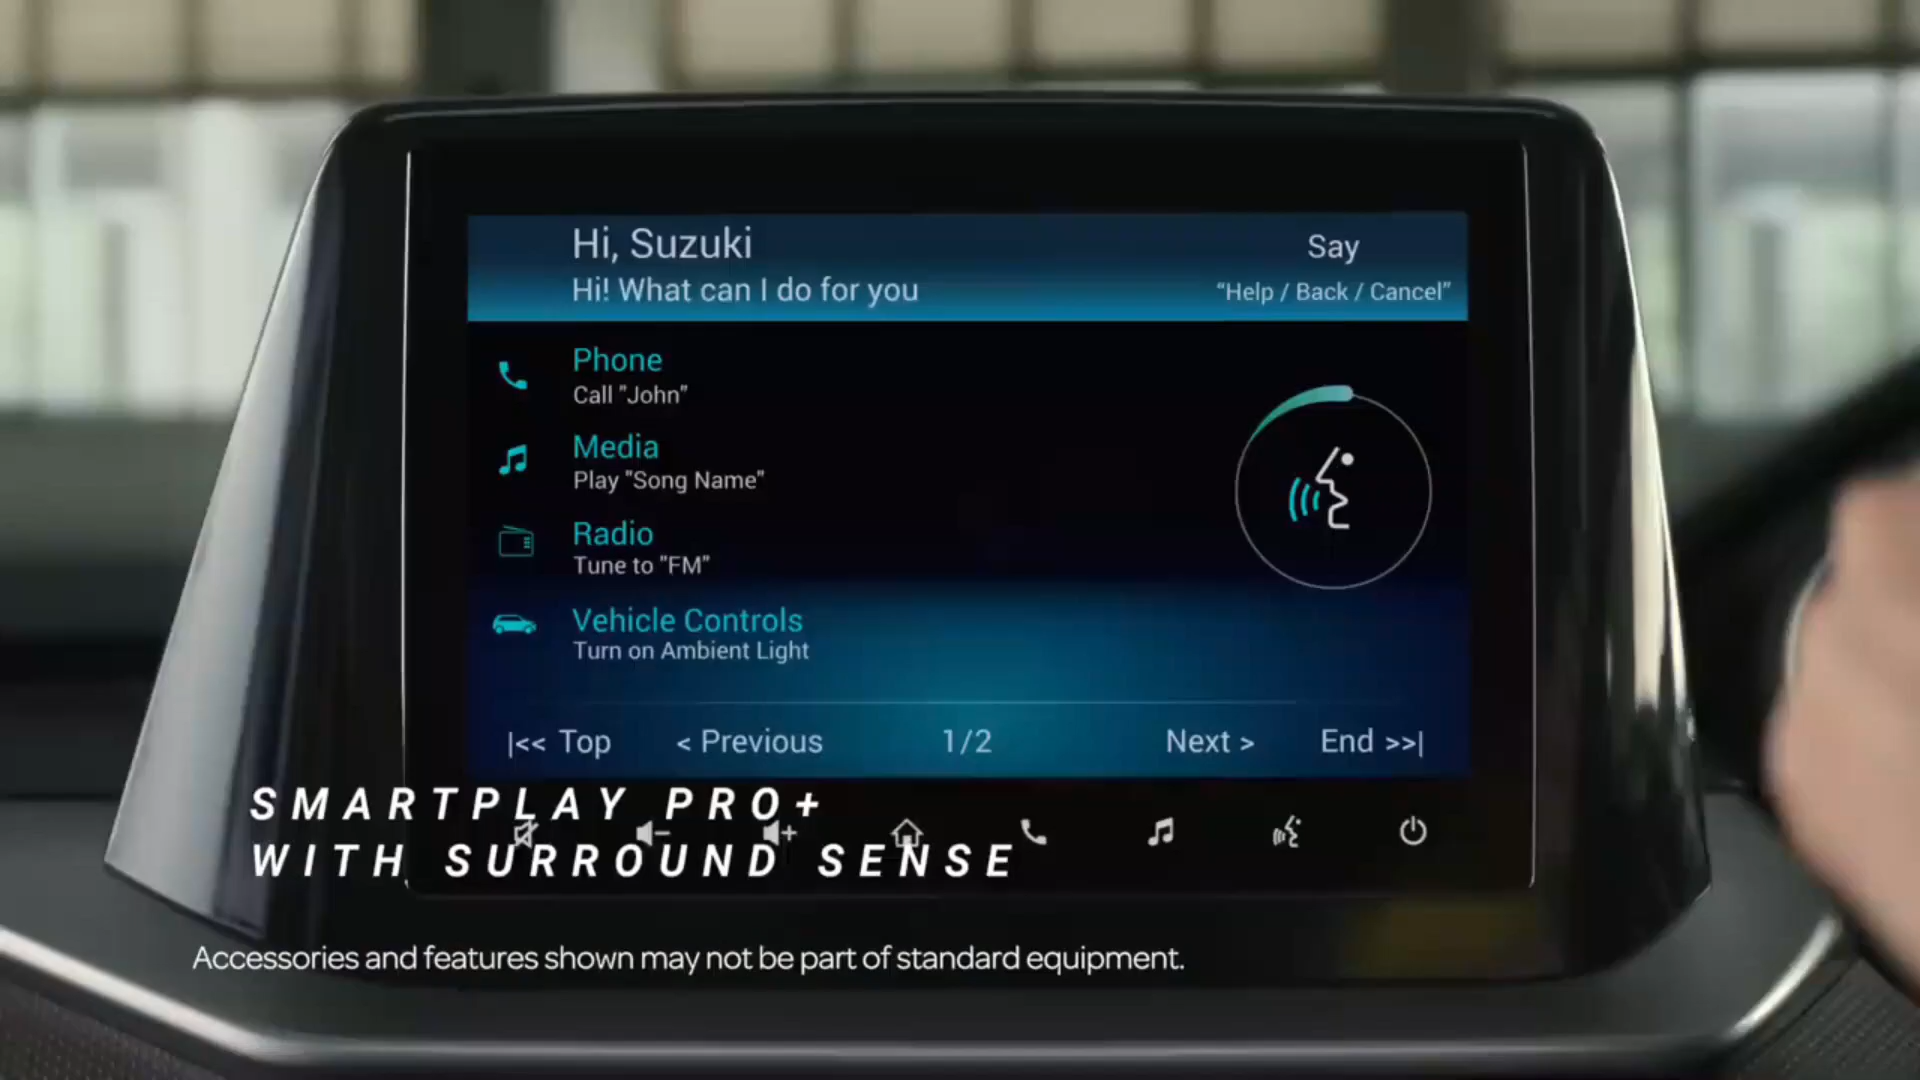 Hi, Suzuki
Say
Hi! What can I do for you
“Help / Back / Cancel”
Phone
Call "John"
Media
Play "Song Name"
Radio
Tune to "FM"
Vehicle Controls
Turn on Ambient Light
|<< Top
< Previous
1/2
Next >
End >>|
SMARTPLAY PRO+
WITH SURROUND SENSE
Accessories and features shown may not be part of standard equipment.